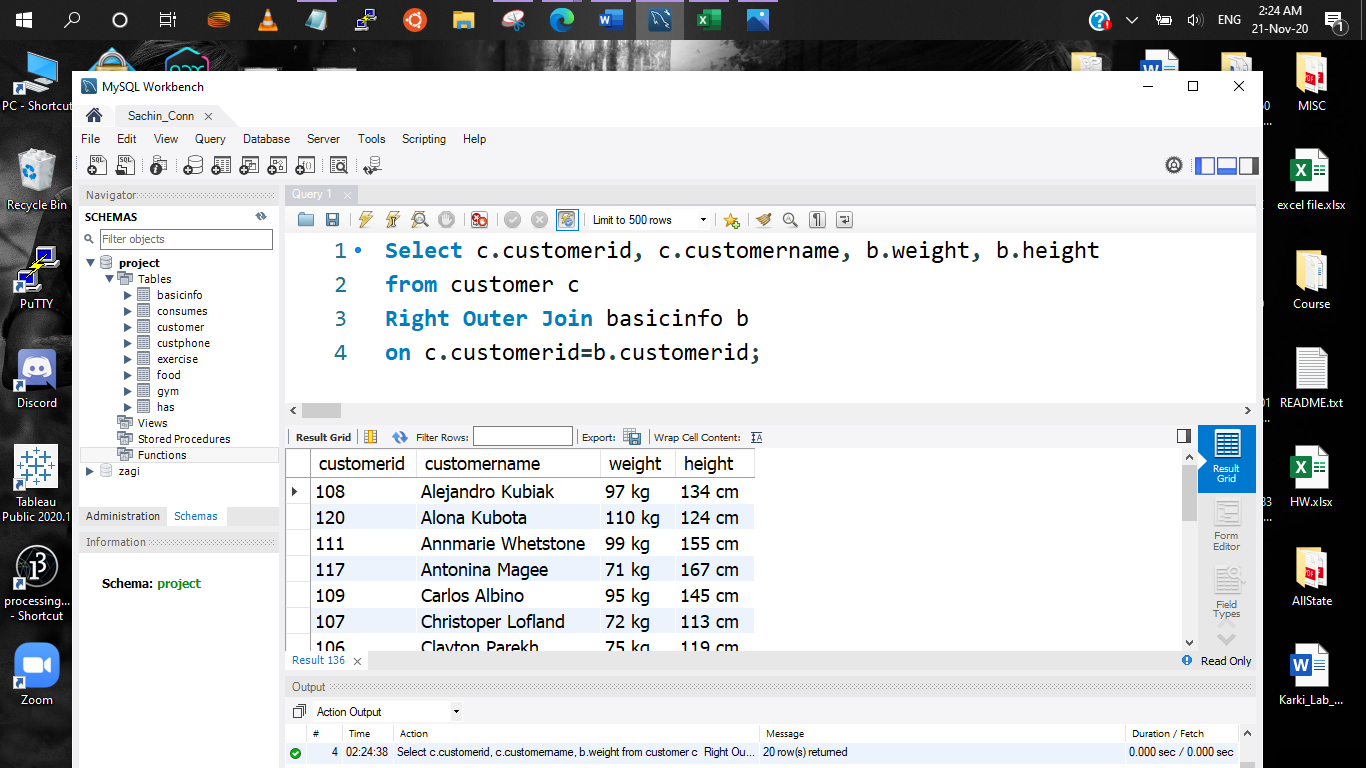 2:24 AM
ENG
21-Nov-20
1
PC - Shortcut
Recycle Bin
PuTTY
Discord
Tableau
Public 2020.1
processing...
- Shortcut
Zoom
MISC
excel file.xlsx
Course
README.txt
HW.xlsx
AllState
Karki_Lab_...
MySQL Workbench
Sachin_Conn
File Edit View Query Database Server Tools Scripting Help
Navigator
SCHEMAS
Filter objects
project
Tables
basicinfo
consumes
customer
custphone
exercise
food
gym
has
Views
Stored Procedures
Functions
zagi
Administration Schemas
Information
Schema: project
Query 1
Limit to 500 rows
1 Select c.customerid, c.customername, b.weight, b.height
2 from customer c
3 Right Outer Join basicinfo b
4 on c.customerid=b.customerid;
Result Grid Filter Rows: Export: Wrap Cell Content:
customerid customername weight height
108 Alejandro Kubiak 97 kg 134 cm
120 Alona Kubota 110 kg 124 cm
111 Annmarie Whetstone 99 kg 155 cm
117 Antonina Magee 71 kg 167 cm
109 Carlos Albino 95 kg 145 cm
107 Christoper Lofland 72 kg 113 cm
106 Clayton Parekh 75 kg 119 cm
Result
Grid
Form
Editor
Field
Types
Result 136
Read Only
Output
Action Output
# Time Action Message Duration / Fetch
4 02:24:38 Select c.customerid, c.customername, b.weight from customer c Right Ou... 20 row(s) returned 0.000 sec / 0.000 sec